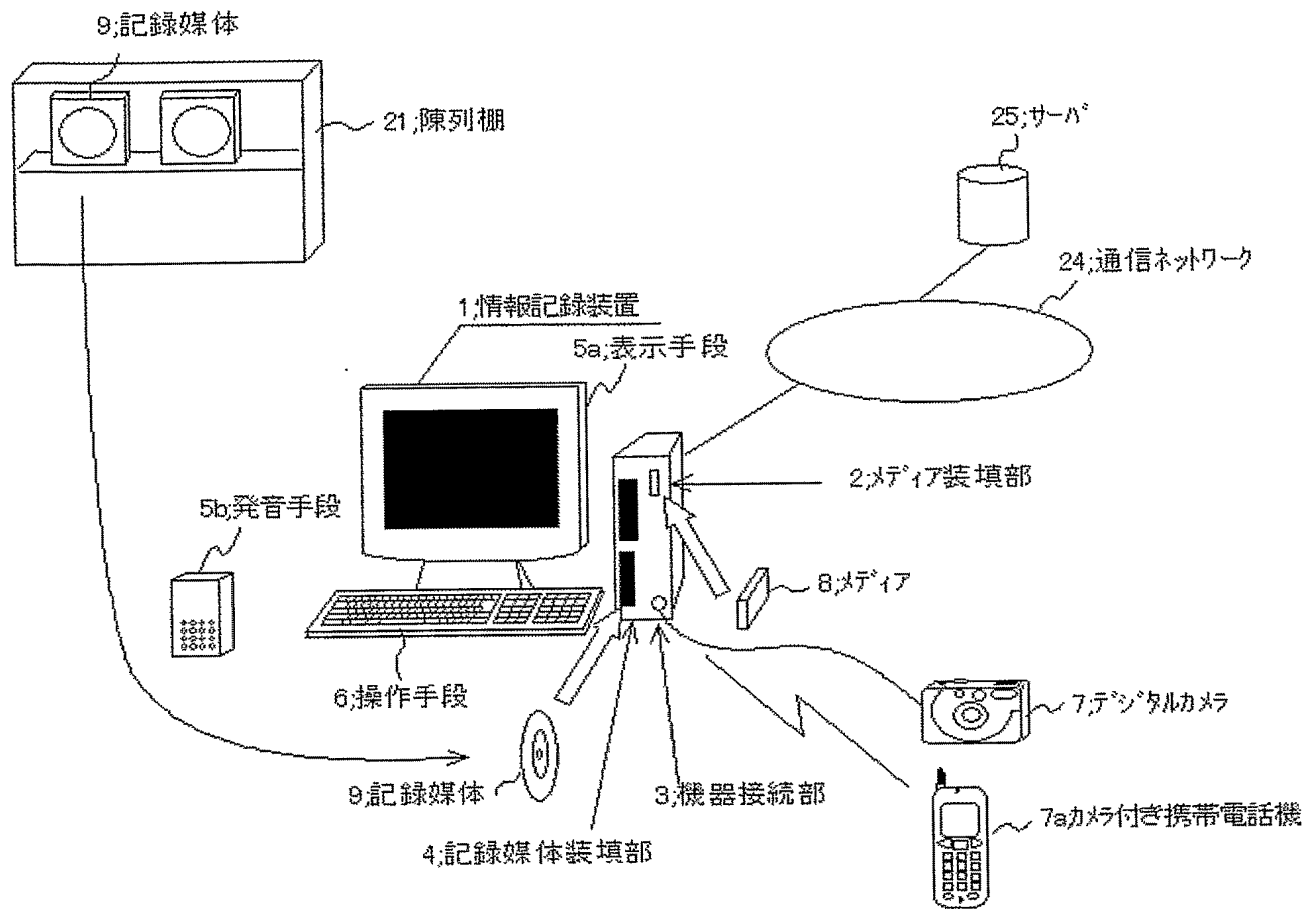 9;記録媒体
21;陳列棚
25;サーバ
24;通信ネットワーク
1;情報記録装置
5a;表示手段
2;メディア装填部
5b;発音手段
8;メディア
6;操作手段
7;デジタルカメラ
9;記録媒体
3;機器接続部
7a;カメラ付き携帯電話機
4;記録媒体装填部